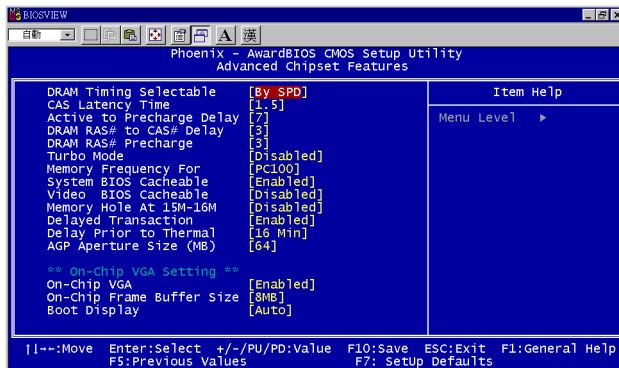 MS BIOSVIEW
自動 A 漢
Phoenix - AwardBIOS CMOS Setup Utility
Advanced Chipset Features
DRAM Timing Selectable [By SPD]
CAS Latency Time [1.5]
Active to Precharge Delay [7]
DRAM RAS# to CAS# Delay [3]
DRAM RAS# Precharge [3]
Turbo Mode [Disabled]
Memory Frequency For [PC100]
System BIOS Cacheable [Enabled]
Video BIOS Cacheable [Disabled]
Memory Hole At 15M-16M [Disabled]
Delayed Transaction [Enabled]
Delay Prior to Thermal [16 Min]
AGP Aperture Size (MB) [64]
** On-Chip VGA Setting **
On-Chip VGA [Enabled]
On-Chip Frame Buffer Size [8MB]
Boot Display [Auto]
Item Help
Menu Level ▶
↑↓→←:Move Enter:Select +/-/PU/PD:Value F10:Save ESC:Exit F1:General Help
F5:Previous Values F7: SetUp Defaults